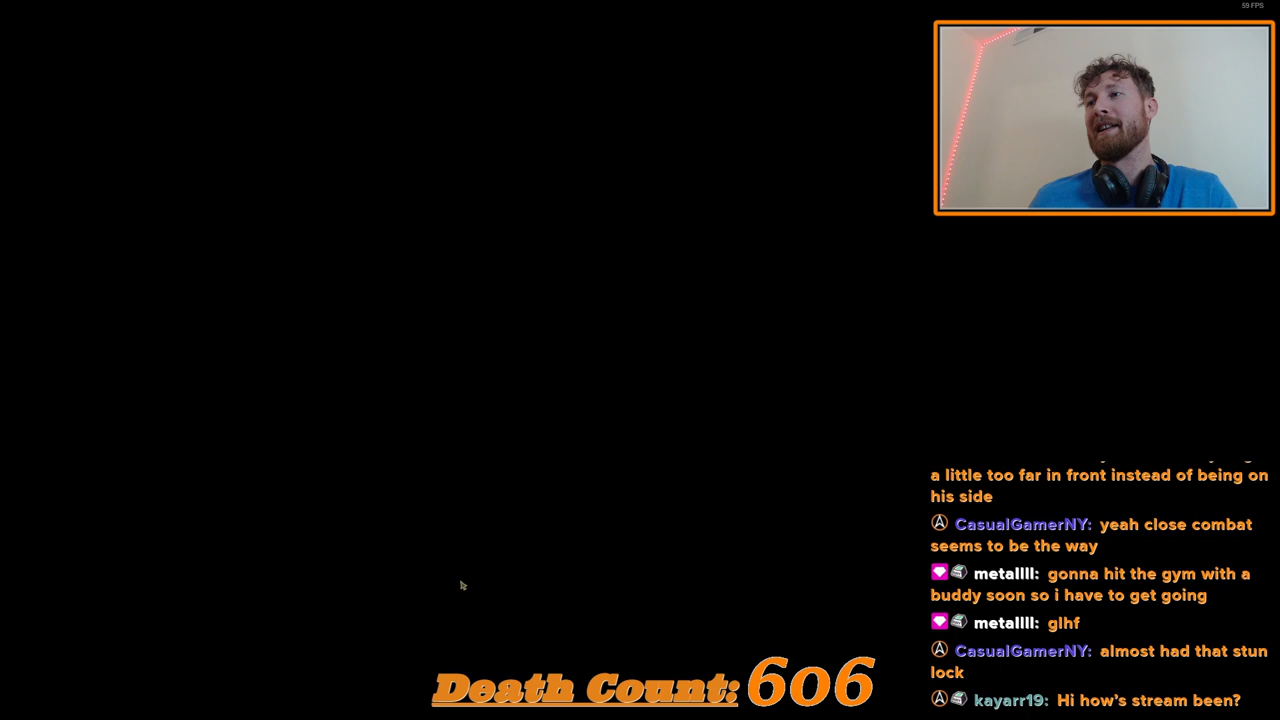 59 FPS
a little too far in front instead of being on
his side
CasualGamerNY: yeah close combat
seems to be the way
metallll: gonna hit the gym with a
buddy soon so i have to get going
metallll: glhf
CasualGamerNY: almost had that stun
lock
kayarr19: Hi how's stream been?
Death Count: 606